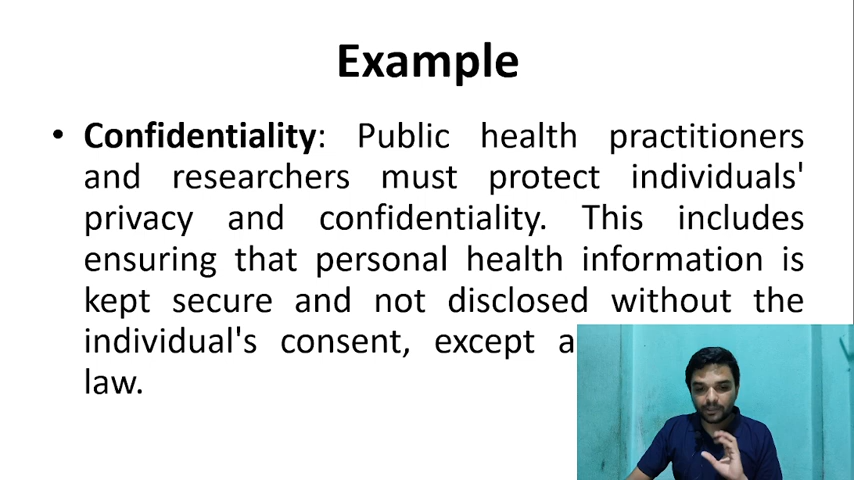 Example
• Confidentiality: Public health practitioners
and researchers must protect individuals'
privacy and confidentiality. This includes
ensuring that personal health information is
kept secure and not disclosed without the
individual's consent, except
law.